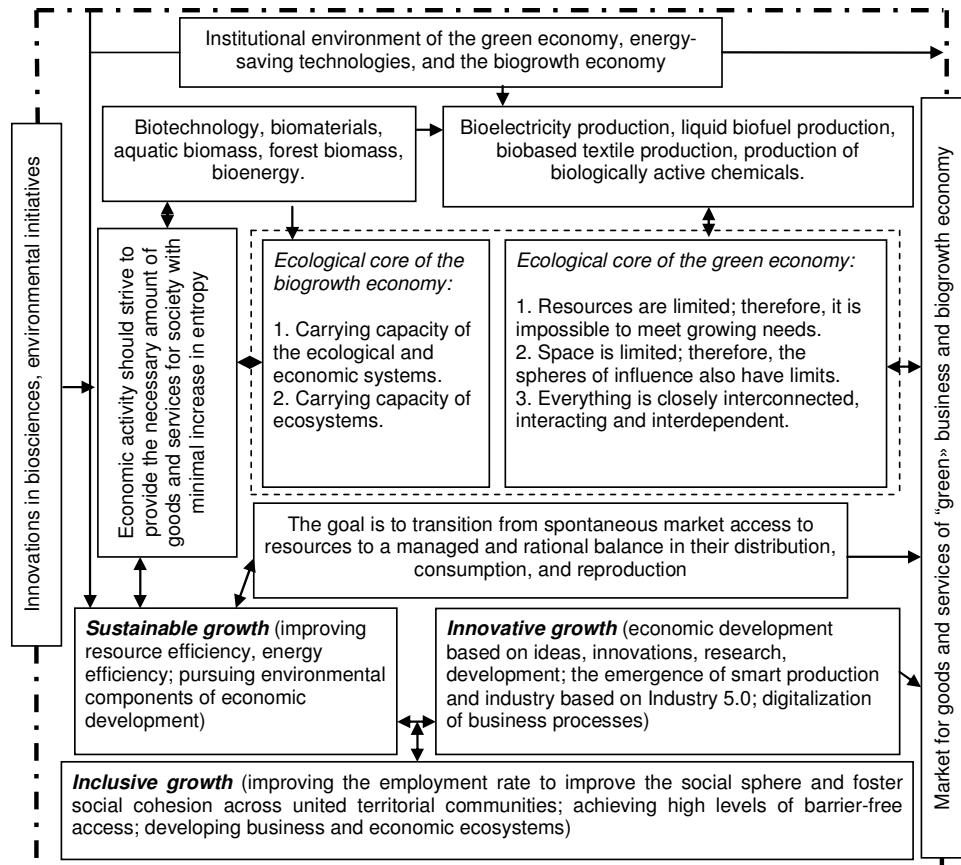 Institutional environment of the green economy, energy-
saving technologies, and the biogrowth economy
Innovations in biosciences, environmental initiatives
Biotechnology, biomaterials,
aquatic biomass, forest biomass,
bioenergy.
Bioelectricity production, liquid biofuel production,
biobased textile production, production of
biologically active chemicals.
Market for goods and services of “green» business and biogrowth economy
Economic activity should strive to
provide the necessary amount of
goods and services for society with
minimal increase in entropy
Ecological core of the
biogrowth economy:
1. Carrying capacity of
the ecological and
economic systems.
2. Carrying capacity of
ecosystems.
Ecological core of the green economy:
1. Resources are limited; therefore, it is
impossible to meet growing needs.
2. Space is limited; therefore, the
spheres of influence also have limits.
3. Everything is closely interconnected,
interacting and interdependent.
The goal is to transition from spontaneous market access to
resources to a managed and rational balance in their distribution,
consumption, and reproduction
Sustainable growth (improving
resource efficiency, energy
efficiency; pursuing environmental
components of economic
development)
Innovative growth (economic development
based on ideas, innovations, research,
development; the emergence of smart production
and industry based on Industry 5.0; digitalization
of business processes)
Inclusive growth (improving the employment rate to improve the social sphere and foster
social cohesion across united territorial communities; achieving high levels of barrier-free
access; developing business and economic ecosystems)